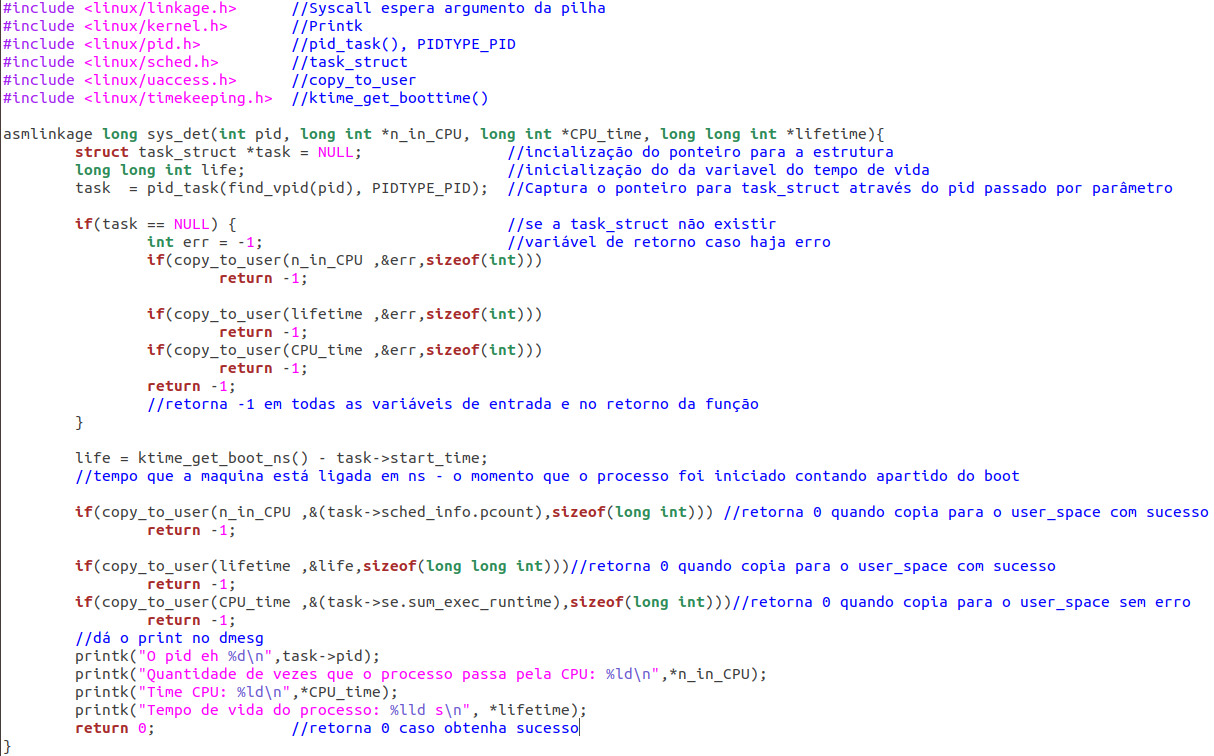 #include <linux/linkage.h>      //Syscall espera argumento da pilha
#include <linux/kernel.h>       //Printk
#include <linux/pid.h>          //pid_task(), PIDTYPE_PID
#include <linux/sched.h>        //task_struct
#include <linux/uaccess.h>      //copy_to_user
#include <linux/timekeeping.h>  //ktime_get_boottime()

asmlinkage long sys_det(int pid, long int *n_in_CPU, long int *CPU_time, long long int *lifetime){
        struct task_struct *task = NULL;                //incialização do ponteiro para a estrutura
        long long int life;                             //inicialização do da variavel do tempo de vida
        task  = pid_task(find_vpid(pid), PIDTYPE_PID);  //Captura o ponteiro para task_struct através do pid passado por parâmetro

        if(task == NULL) {                              //se a task_struct não existir
                int err = -1;                           //variável de retorno caso haja erro
                if(copy_to_user(n_in_CPU ,&err,sizeof(int)))
                        return -1;

                if(copy_to_user(lifetime ,&err,sizeof(int)))
                        return -1;
                if(copy_to_user(CPU_time ,&err,sizeof(int)))
                        return -1;
                return -1;
                //retorna -1 em todas as variáveis de entrada e no retorno da função
        }

        life = ktime_get_boot_ns() - task->start_time;
        //tempo que a maquina está ligada em ns - o momento que o processo foi iniciado contando apartido do boot

        if(copy_to_user(n_in_CPU ,&(task->sched_info.pcount),sizeof(long int))) //retorna 0 quando copia para o user_space com sucesso
                return -1;

        if(copy_to_user(lifetime ,&life,sizeof(long long int)))//retorna 0 quando copia para o user_space com sucesso
                return -1;
        if(copy_to_user(CPU_time ,&(task->se.sum_exec_runtime),sizeof(long int)))//retorna 0 quando copia para o user_space sem erro
                return -1;
        //dá o print no dmesg
        printk("O pid eh %d\n",task->pid);
        printk("Quantidade de vezes que o processo passa pela CPU: %ld\n",*n_in_CPU);
        printk("Time CPU: %ld\n",*CPU_time);
        printk("Tempo de vida do processo: %lld s\n", *lifetime);
        return 0;               //retorna 0 caso obtenha sucesso
}